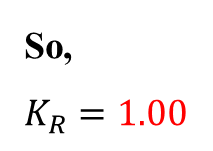 So,
K_R = 1.00